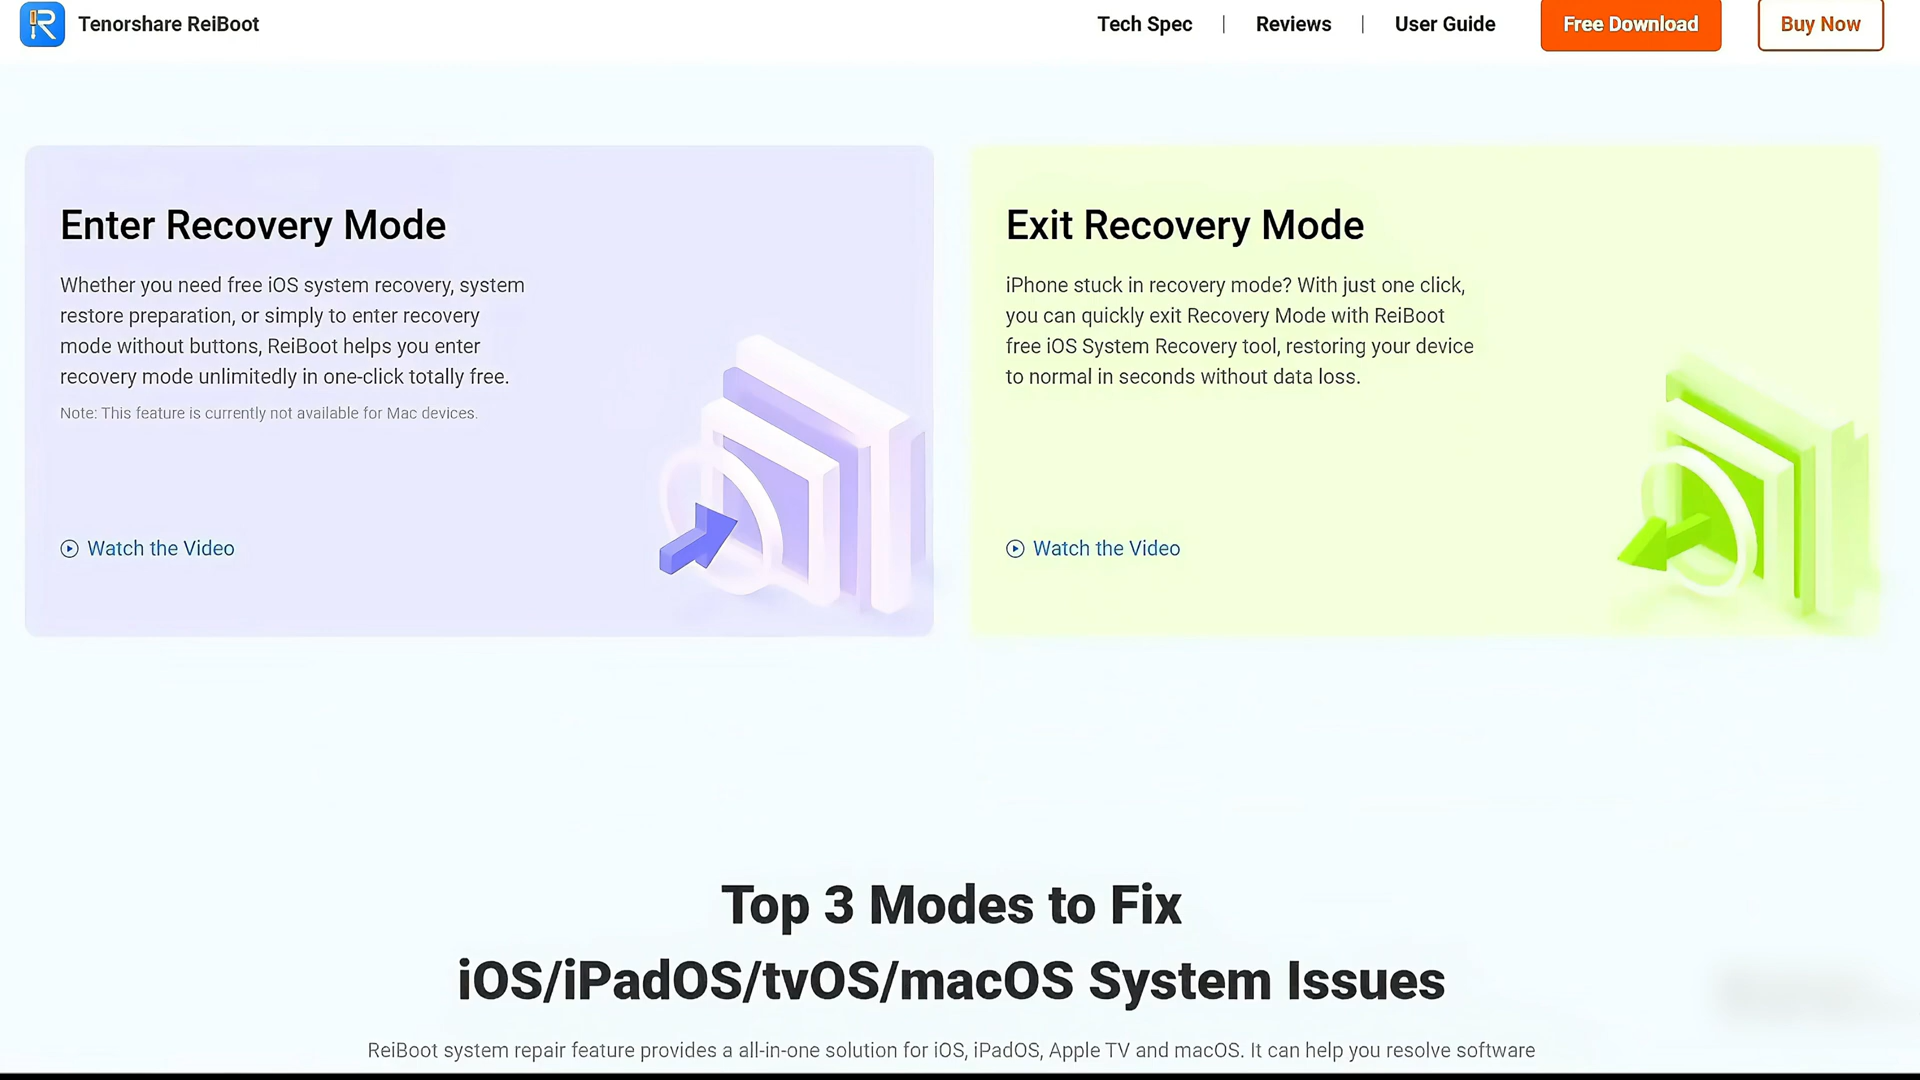 Tenorshare ReiBoot
Tech Spec | Reviews | User Guide
Free Download
Buy Now
Enter Recovery Mode
Whether you need free iOS system recovery, system
restore preparation, or simply to enter recovery
mode without buttons, ReiBoot helps you enter
recovery mode unlimitedly in one-click totally free.
Note: This feature is currently not available for Mac devices.
Watch the Video
Exit Recovery Mode
iPhone stuck in recovery mode? With just one click,
you can quickly exit Recovery Mode with ReiBoot
free iOS System Recovery tool, restoring your device
to normal in seconds without data loss.
Watch the Video
Top 3 Modes to Fix
iOS/iPadOS/tvOS/macOS System Issues
ReiBoot system repair feature provides a all-in-one solution for iOS, iPadOS, Apple TV and macOS. It can help you resolve software